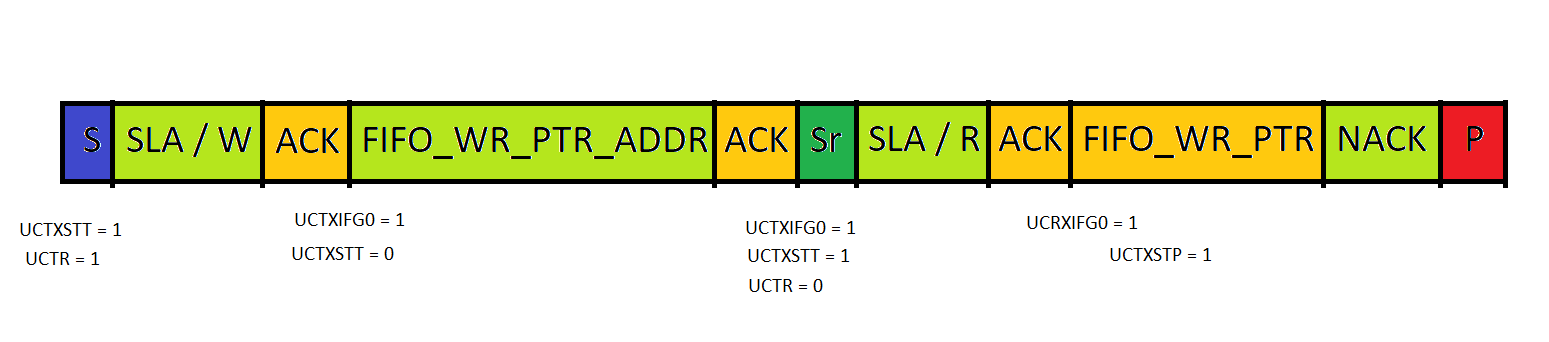 S SLA / W ACK FIFO_WR_PTR_ADDR ACK Sr SLA / R ACK FIFO_WR_PTR NACK P
UCTXSTT = 1
UCTR = 1
UCTXIFG0 = 1
UCTXSTT = 0
UCTXIFG0 = 1
UCTXSTT = 1
UCTR = 0
UCRXIFG0 = 1
UCTXSTP = 1